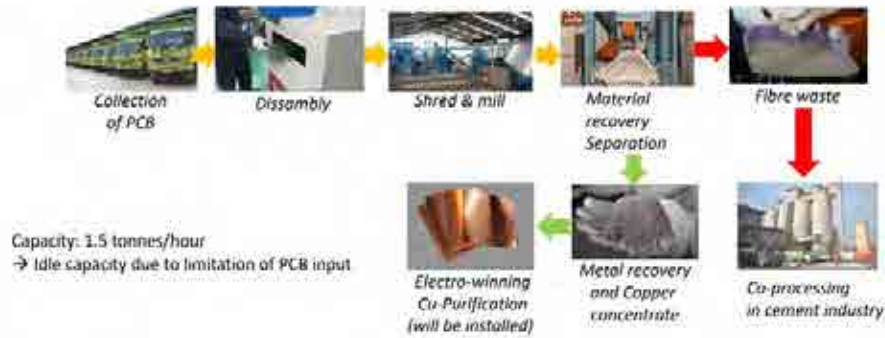 Collection
of PCB
Dissambly
Shred & mill
Material
recovery
Separation
Fibre waste
Capacity: 1.5 tonnes/hour
→ Idle capacity due to limitation of PCB input
Electro-winning
Cu-Purification
(will be installed)
Metal recovery
and Copper
concentrate
Co-processing
in cement industry